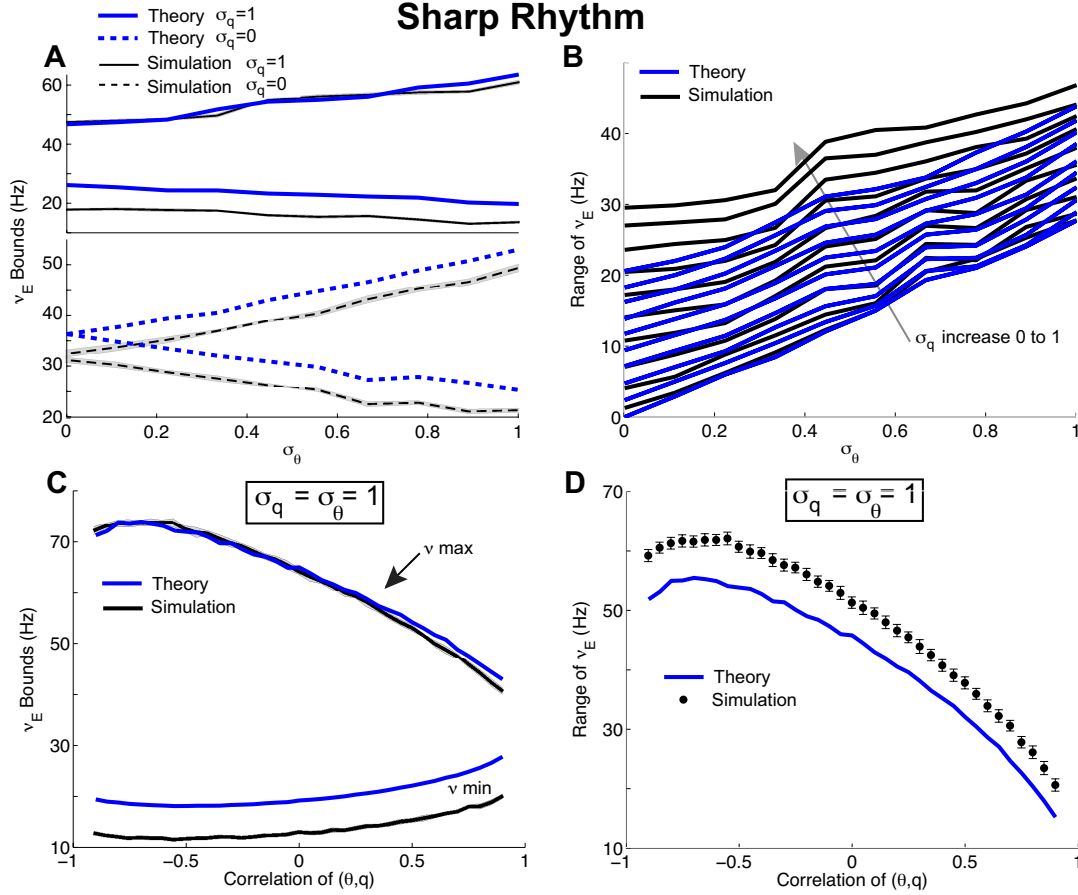 Sharp Rhythm
Theory σq=1
Theory σq=0
Simulation σq=1
Simulation σq=0
A
60
40
20
50
40
30
20
νE Bounds (Hz)
0 0.2 0.4 0.6 0.8 1
σθ
B
Theory
Simulation
50
40
30
20
10
0
Range of νE (Hz)
σq increase 0 to 1
0 0.2 0.4 0.6 0.8 1
σθ
C
σq = σθ = 1
70
50
30
10
νE Bounds (Hz)
ν max
Theory
Simulation
ν min
−1 −0.5 0 0.5 1
Correlation of (θ,q)
D
σq = σθ = 1
70
50
30
10
Range of νE (Hz)
Theory
Simulation
−1 −0.5 0 0.5 1
Correlation of (θ,q)